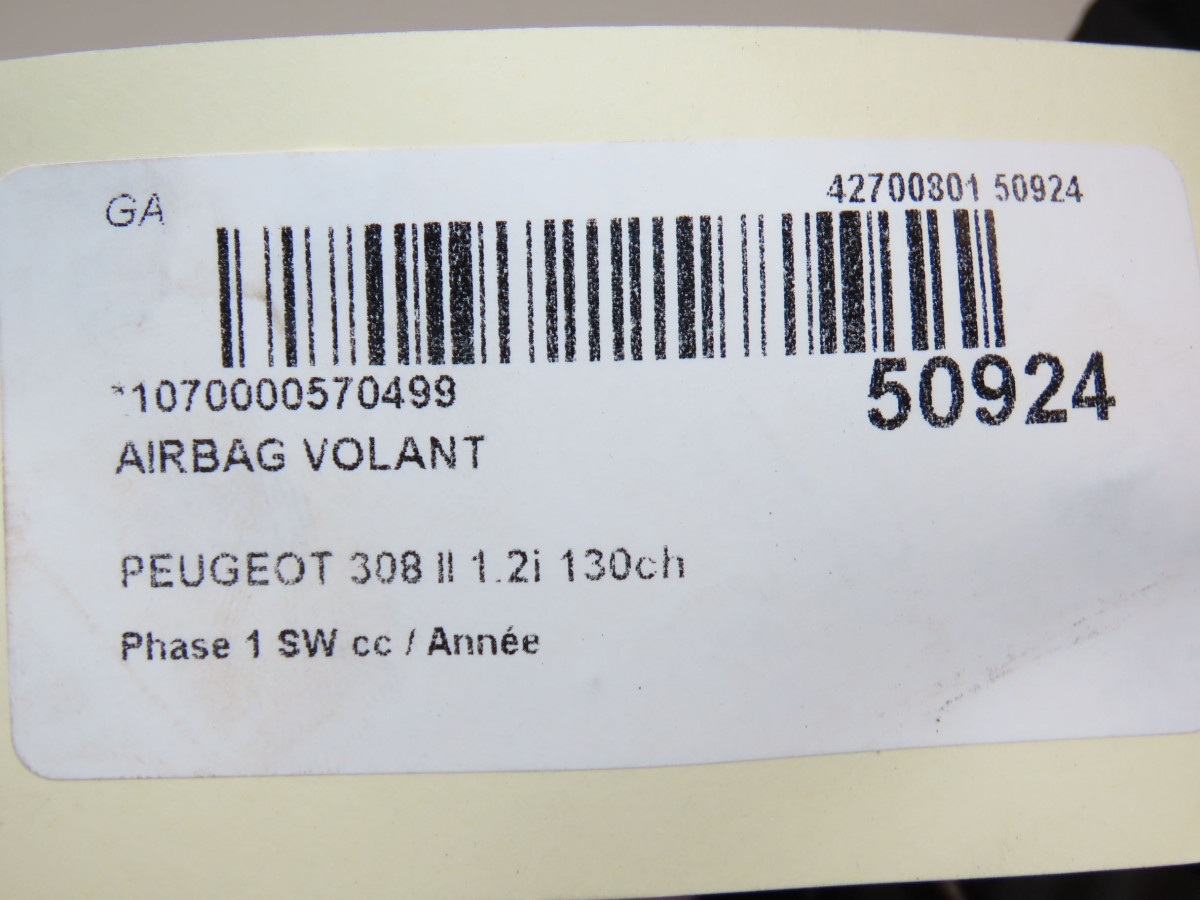 GA
42700801 50924
*1070000570499
50924
AIRBAG VOLANT
PEUGEOT 308 II 1.2i 130ch
Phase 1 SW cc / Année